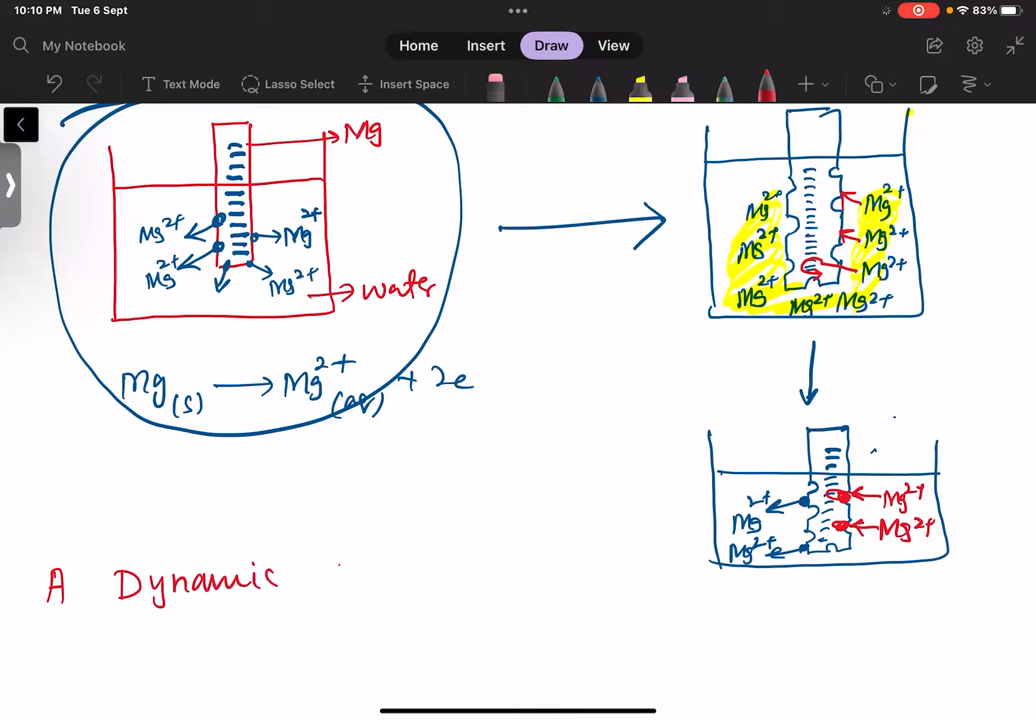 10:10 PM Tue 6 Sept
83%
My Notebook
Home Insert Draw View
Text Mode Lasso Select Insert Space
Mg
Mg²⁺
Mg²⁺
Mg²⁺
Mg²⁺
water
Mg(s) → Mg²⁺(aq) + 2e
Mg²⁺ Mg²⁺
Mg²⁺ Mg²⁺
Mg²⁺ Mg²⁺
Mg²⁺ Mg²⁺
Mg²⁺ Mg²⁺
Mg²⁺ Mg²⁺
A Dynamic